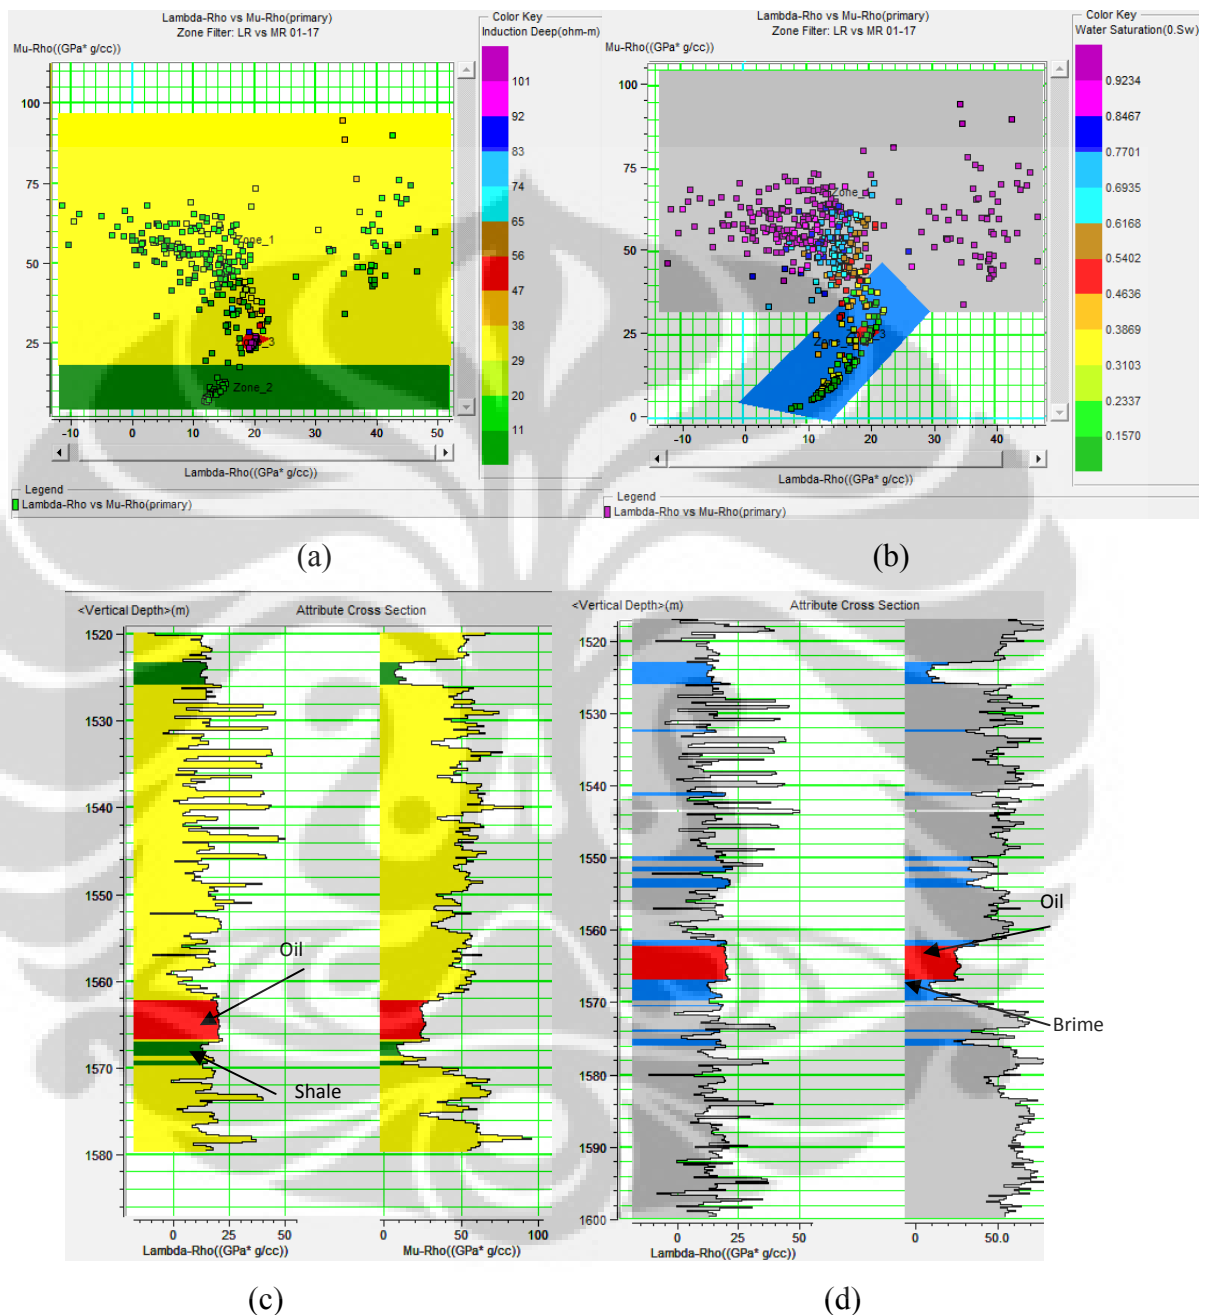 Lambda-Rho vs Mu-Rho(primary)
Zone Filter: LR vs MR 01-17
Mu-Rho((GPa* g/cc))
100
75
50
25
Zone_1
_3
Zone_2
-10 0 10 20 30 40 50
Lambda-Rho((GPa* g/cc))
Legend
Lambda-Rho vs Mu-Rho(primary)
Color Key
Induction Deep(ohm-m)
101
92
83
74
65
56
47
38
29
20
11
(a)
Lambda-Rho vs Mu-Rho(primary)
Zone Filter: LR vs MR 01-17
Mu-Rho((GPa* g/cc))
100
75
50
25
0
-10 0 10 20 30 40
Lambda-Rho((GPa* g/cc))
Legend
Lambda-Rho vs Mu-Rho(primary)
Color Key
Water Saturation(0.Sw)
0.9234
0.8467
0.7701
0.6935
0.6168
0.5402
0.4636
0.3869
0.3103
0.2337
0.1570
(b)
<Vertical Depth>(m)
Attribute Cross Section
1520
1530
1540
1550
1560
1570
1580
Oil
Shale
0 25 50
Lambda-Rho((GPa* g/cc))
0 50 100
Mu-Rho((GPa* g/cc))
(c)
<Vertical Depth>(m)
Attribute Cross Section
1520
1530
1540
1550
1560
1570
1580
1590
1600
Oil
Brime
0 25 50
Lambda-Rho((GPa* g/cc))
0 50.0
Mu-Rho((GPa* g/cc))
(d)